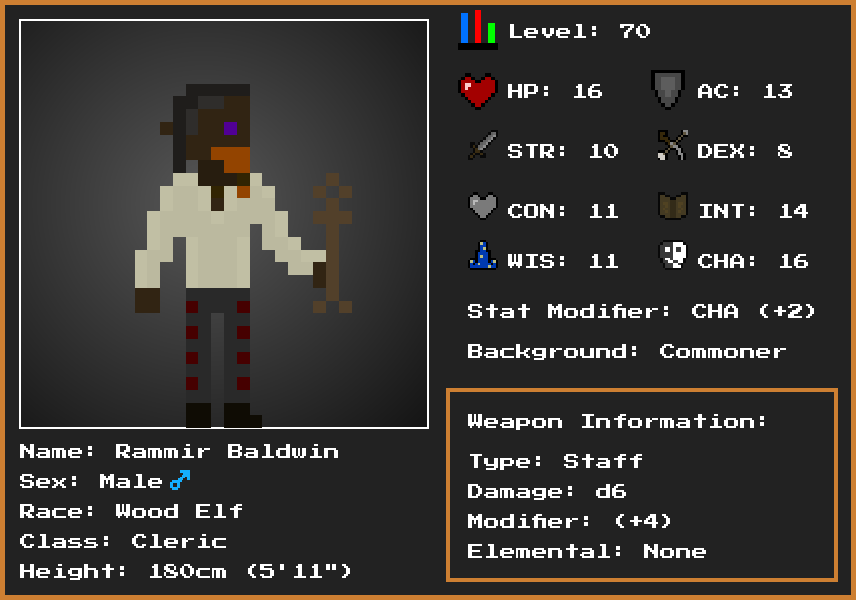 Level: 70
HP: 16
AC: 13
STR: 10
DEX: 8
CON: 11
INT: 14
WIS: 11
CHA: 16
Stat Modifier: CHA (+2)
Background: Commoner
Weapon Information:
Type: Staff
Damage: d6
Modifier: (+4)
Elemental: None
Name: Rammir Baldwin
Sex: Male♂
Race: Wood Elf
Class: Cleric
Height: 180cm (5'11")